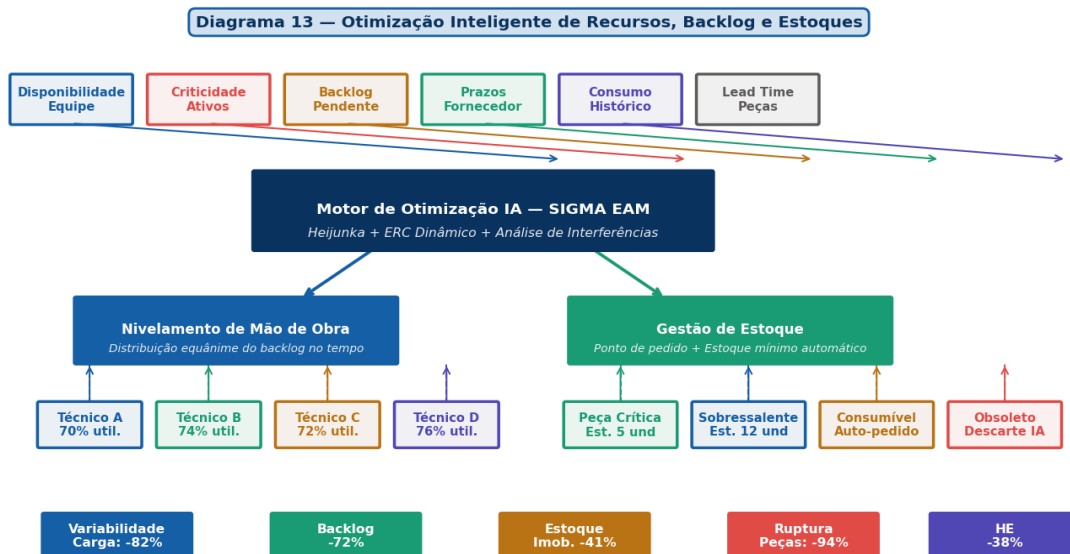 Diagrama 13 — Otimização Inteligente de Recursos, Backlog e Estoques
Disponibilidade
Equipe
Criticidade
Ativos
Backlog
Pendente
Prazos
Fornecedor
Consumo
Histórico
Lead Time
Peças
Motor de Otimização IA — SIGMA EAM
Heijunka + ERC Dinâmico + Análise de Interferências
Nivelamento de Mão de Obra
Distribuição equânime do backlog no tempo
Gestão de Estoque
Ponto de pedido + Estoque mínimo automático
Técnico A
70% util.
Técnico B
74% util.
Técnico C
72% util.
Técnico D
76% util.
Peça Crítica
Est. 5 und
Sobressalente
Est. 12 und
Consumível
Auto-pedido
Obsoleto
Descarte IA
Variabilidade
Carga: -82%
Backlog
-72%
Estoque
Imob. -41%
Ruptura
Peças: -94%
HE
-38%